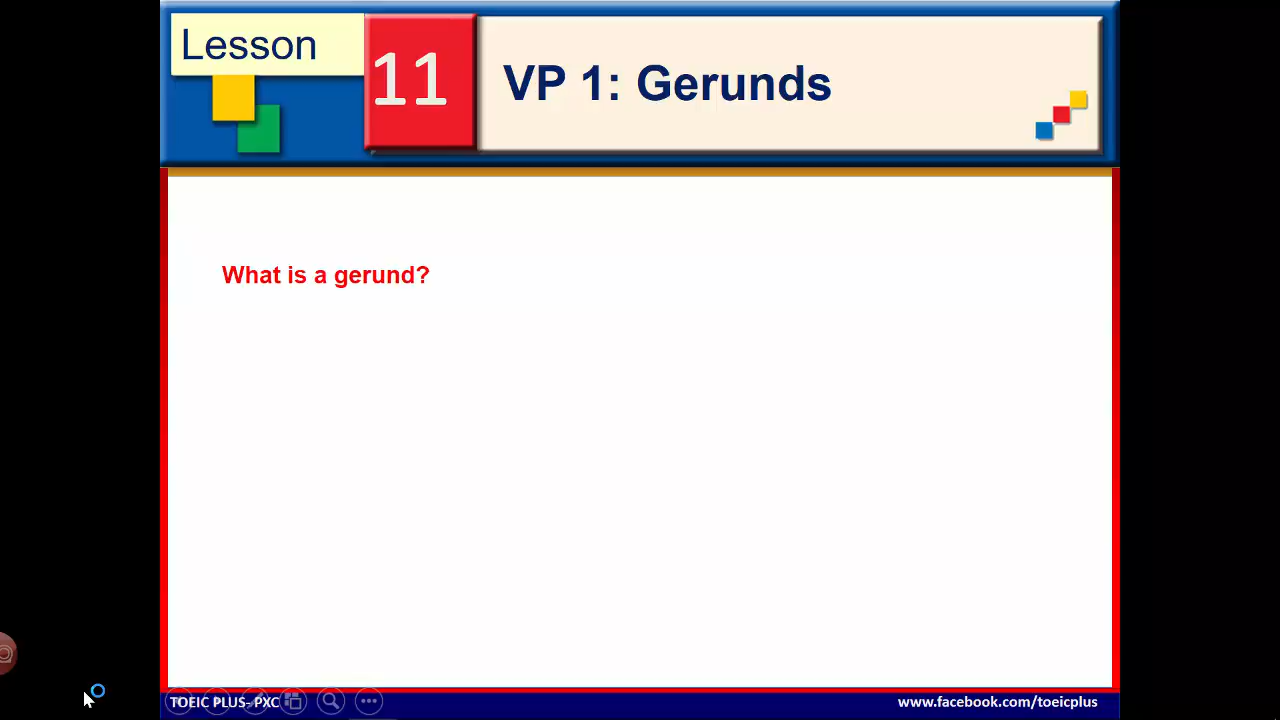 Lesson
11
VP 1: Gerunds
What is a gerund?
TOEIC PLUS- PXC
www.facebook.com/toeicplus